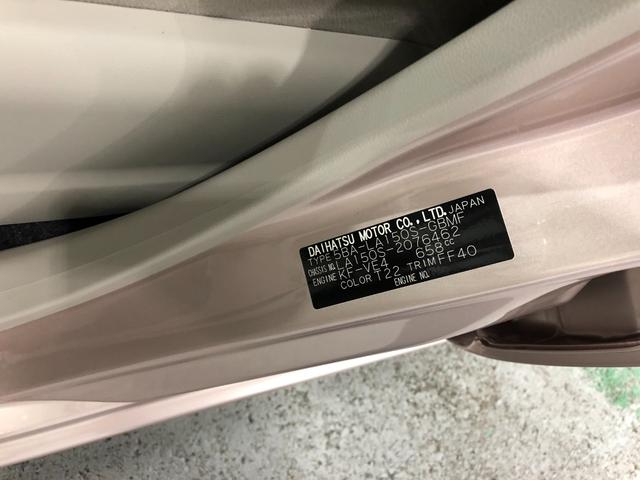 DAIHATSU MOTOR CO.,LTD. JAPAN
TYPE 5BA-LA150S-GBMF
CHASSIS NO. LA150S-2076462
ENGINE KF-VE4 658cc
COLOR T22 TRIM FF40
ENGINE NO.